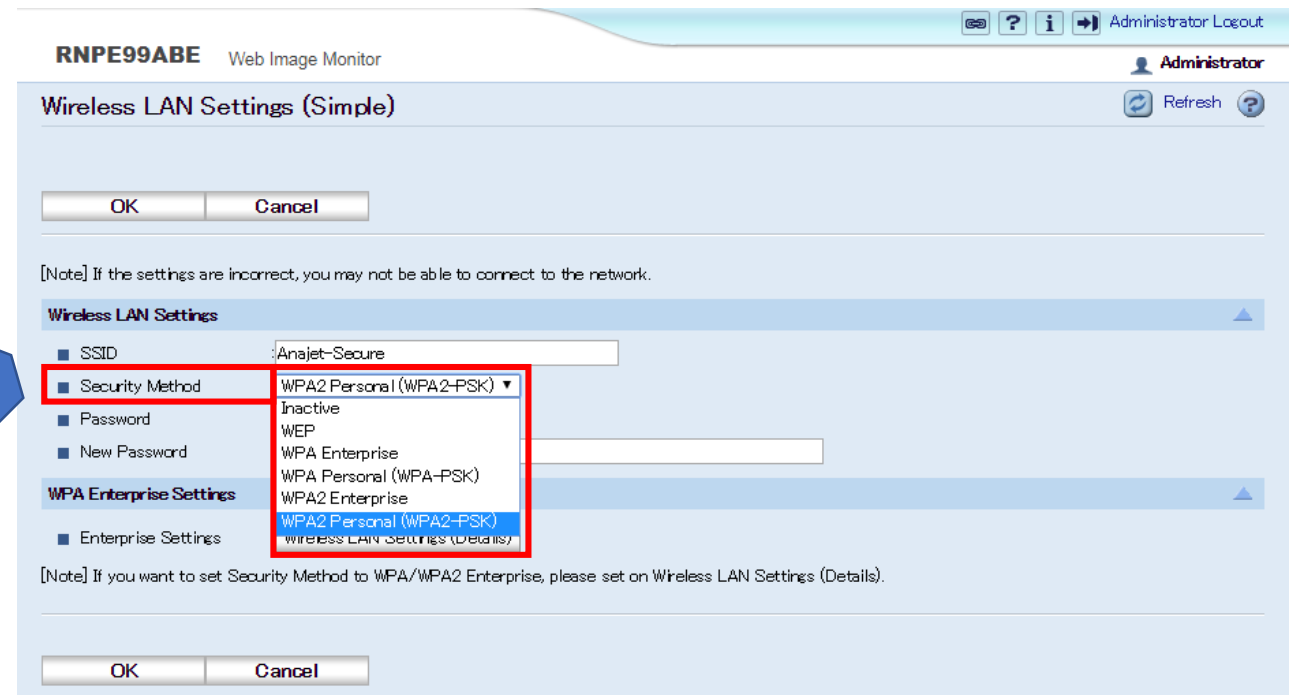 Administrator Logout
RNPE99ABE Web Image Monitor
Administrator
Wireless LAN Settings (Simple)
Refresh
OK Cancel
[Note] If the settings are incorrect, you may not be able to connect to the network.
Wireless LAN Settings
SSID :Anajet-Secure
Security Method WPA2 Personal (WPA2-PSK)
Inactive
Password
WEP
New Password
WPA Enterprise
WPA Personal (WPA-PSK)
WPA Enterprise Settings
WPA2 Enterprise
WPA2 Personal (WPA2-PSK)
Enterprise Settings Wireless LAN Settings (Details)
[Note] If you want to set Security Method to WPA/WPA2 Enterprise, please set on Wireless LAN Settings (Details).
OK Cancel